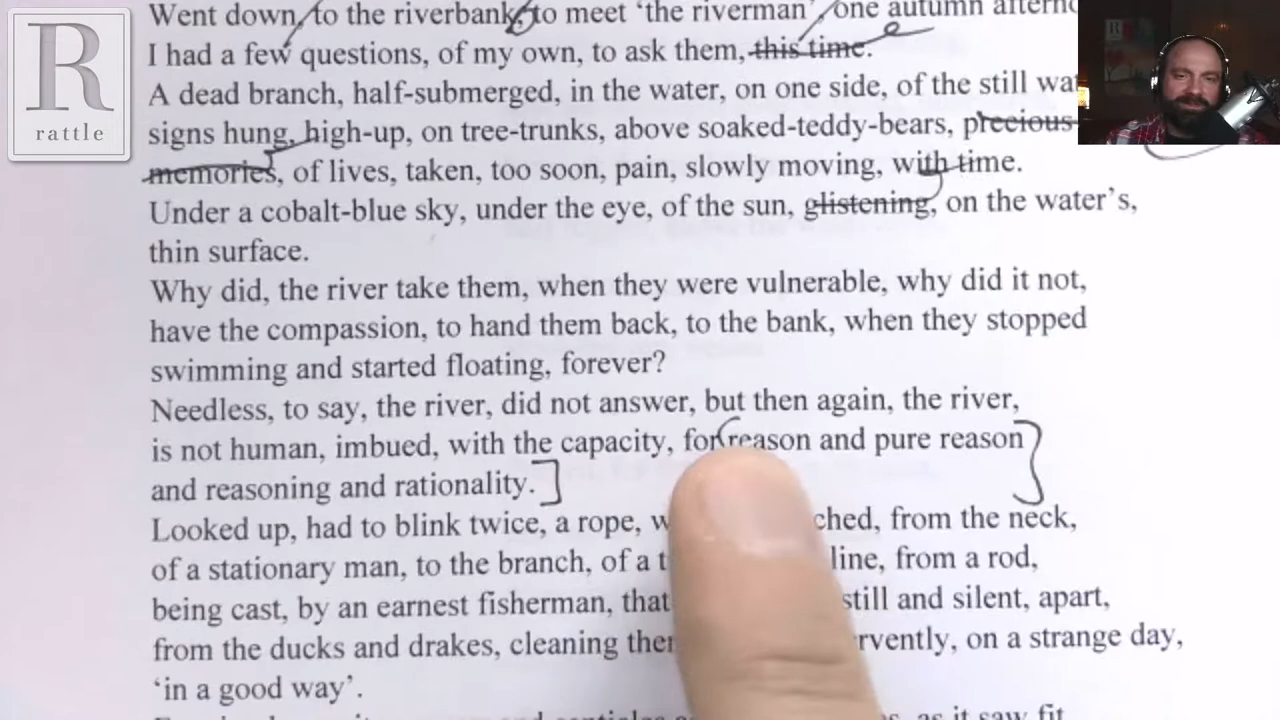 R
rattle
Went down, to the riverbank, to meet ‘the riverman’, one autumn
I had a few questions, of my own, to ask them, this time.
A dead branch, half-submerged, in the water, on one side, of the still
signs hung, high-up, on tree-trunks, above soaked-teddy-bears, precious
memories, of lives, taken, too soon, pain, slowly moving, with time.
Under a cobalt-blue sky, under the eye, of the sun, glistening, on the water’s,
thin surface.
Why did, the river take them, when they were vulnerable, why did it not,
have the compassion, to hand them back, to the bank, when they stopped
swimming and started floating, forever?
Needless, to say, the river, did not answer, but then again, the river,
is not human, imbued, with the capacity, for reason and pure reason
and reasoning and rationality.
Looked up, had to blink twice, a rope, ched, from the neck,
of a stationary man, to the branch, of a line, from a rod,
being cast, by an earnest fisherman, that still and silent, apart,
from the ducks and drakes, cleaning rvently, on a strange day,
‘in a good way’.
as it saw fit